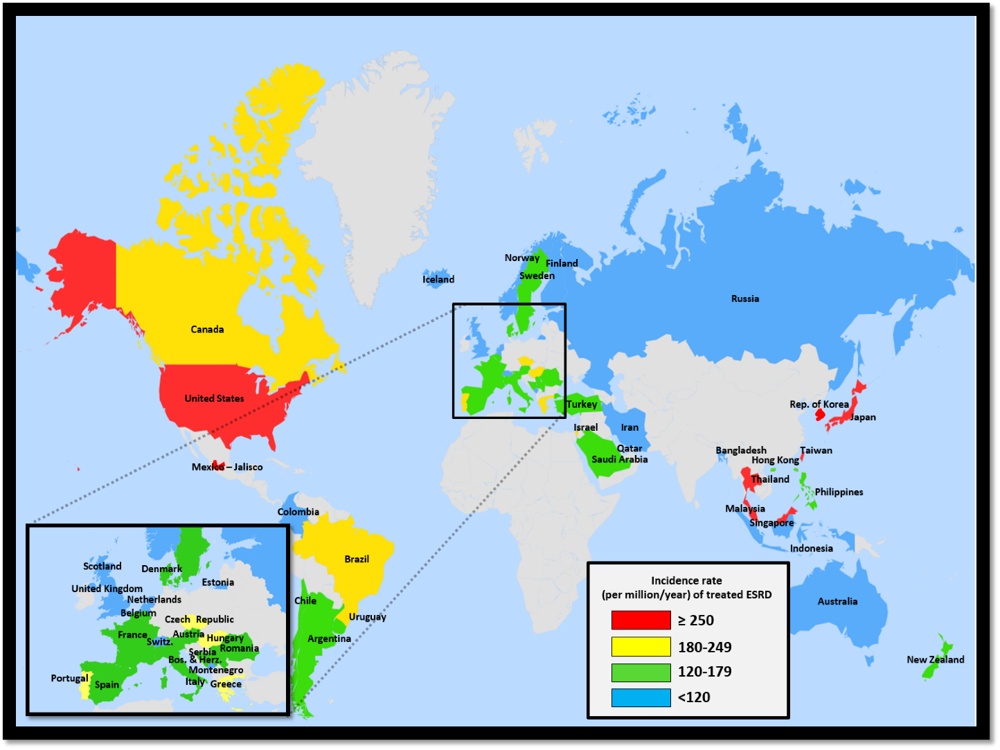 Norway
Finland
Sweden
Iceland
Russia
Canada
United States
Turkey
Rep. of Korea
Japan
Israel
Iran
Qatar
Saudi Arabia
Bangladesh
Taiwan
Hong Kong
Mexico – Jalisco
Thailand
Philippines
Colombia
Malaysia
Singapore
Indonesia
Brazil
Chile
Uruguay
Argentina
Australia
New Zealand
Scotland
Denmark
Estonia
United Kingdom
Netherlands
Belgium
Czech Republic
France
Austria
Switz.
Hungary
Romania
Serbia
Bos. & Herz.
Montenegro
Portugal
Spain
Italy
Greece
Incidence rate
(per million/year) of treated ESRD
≥ 250
180-249
120-179
<120